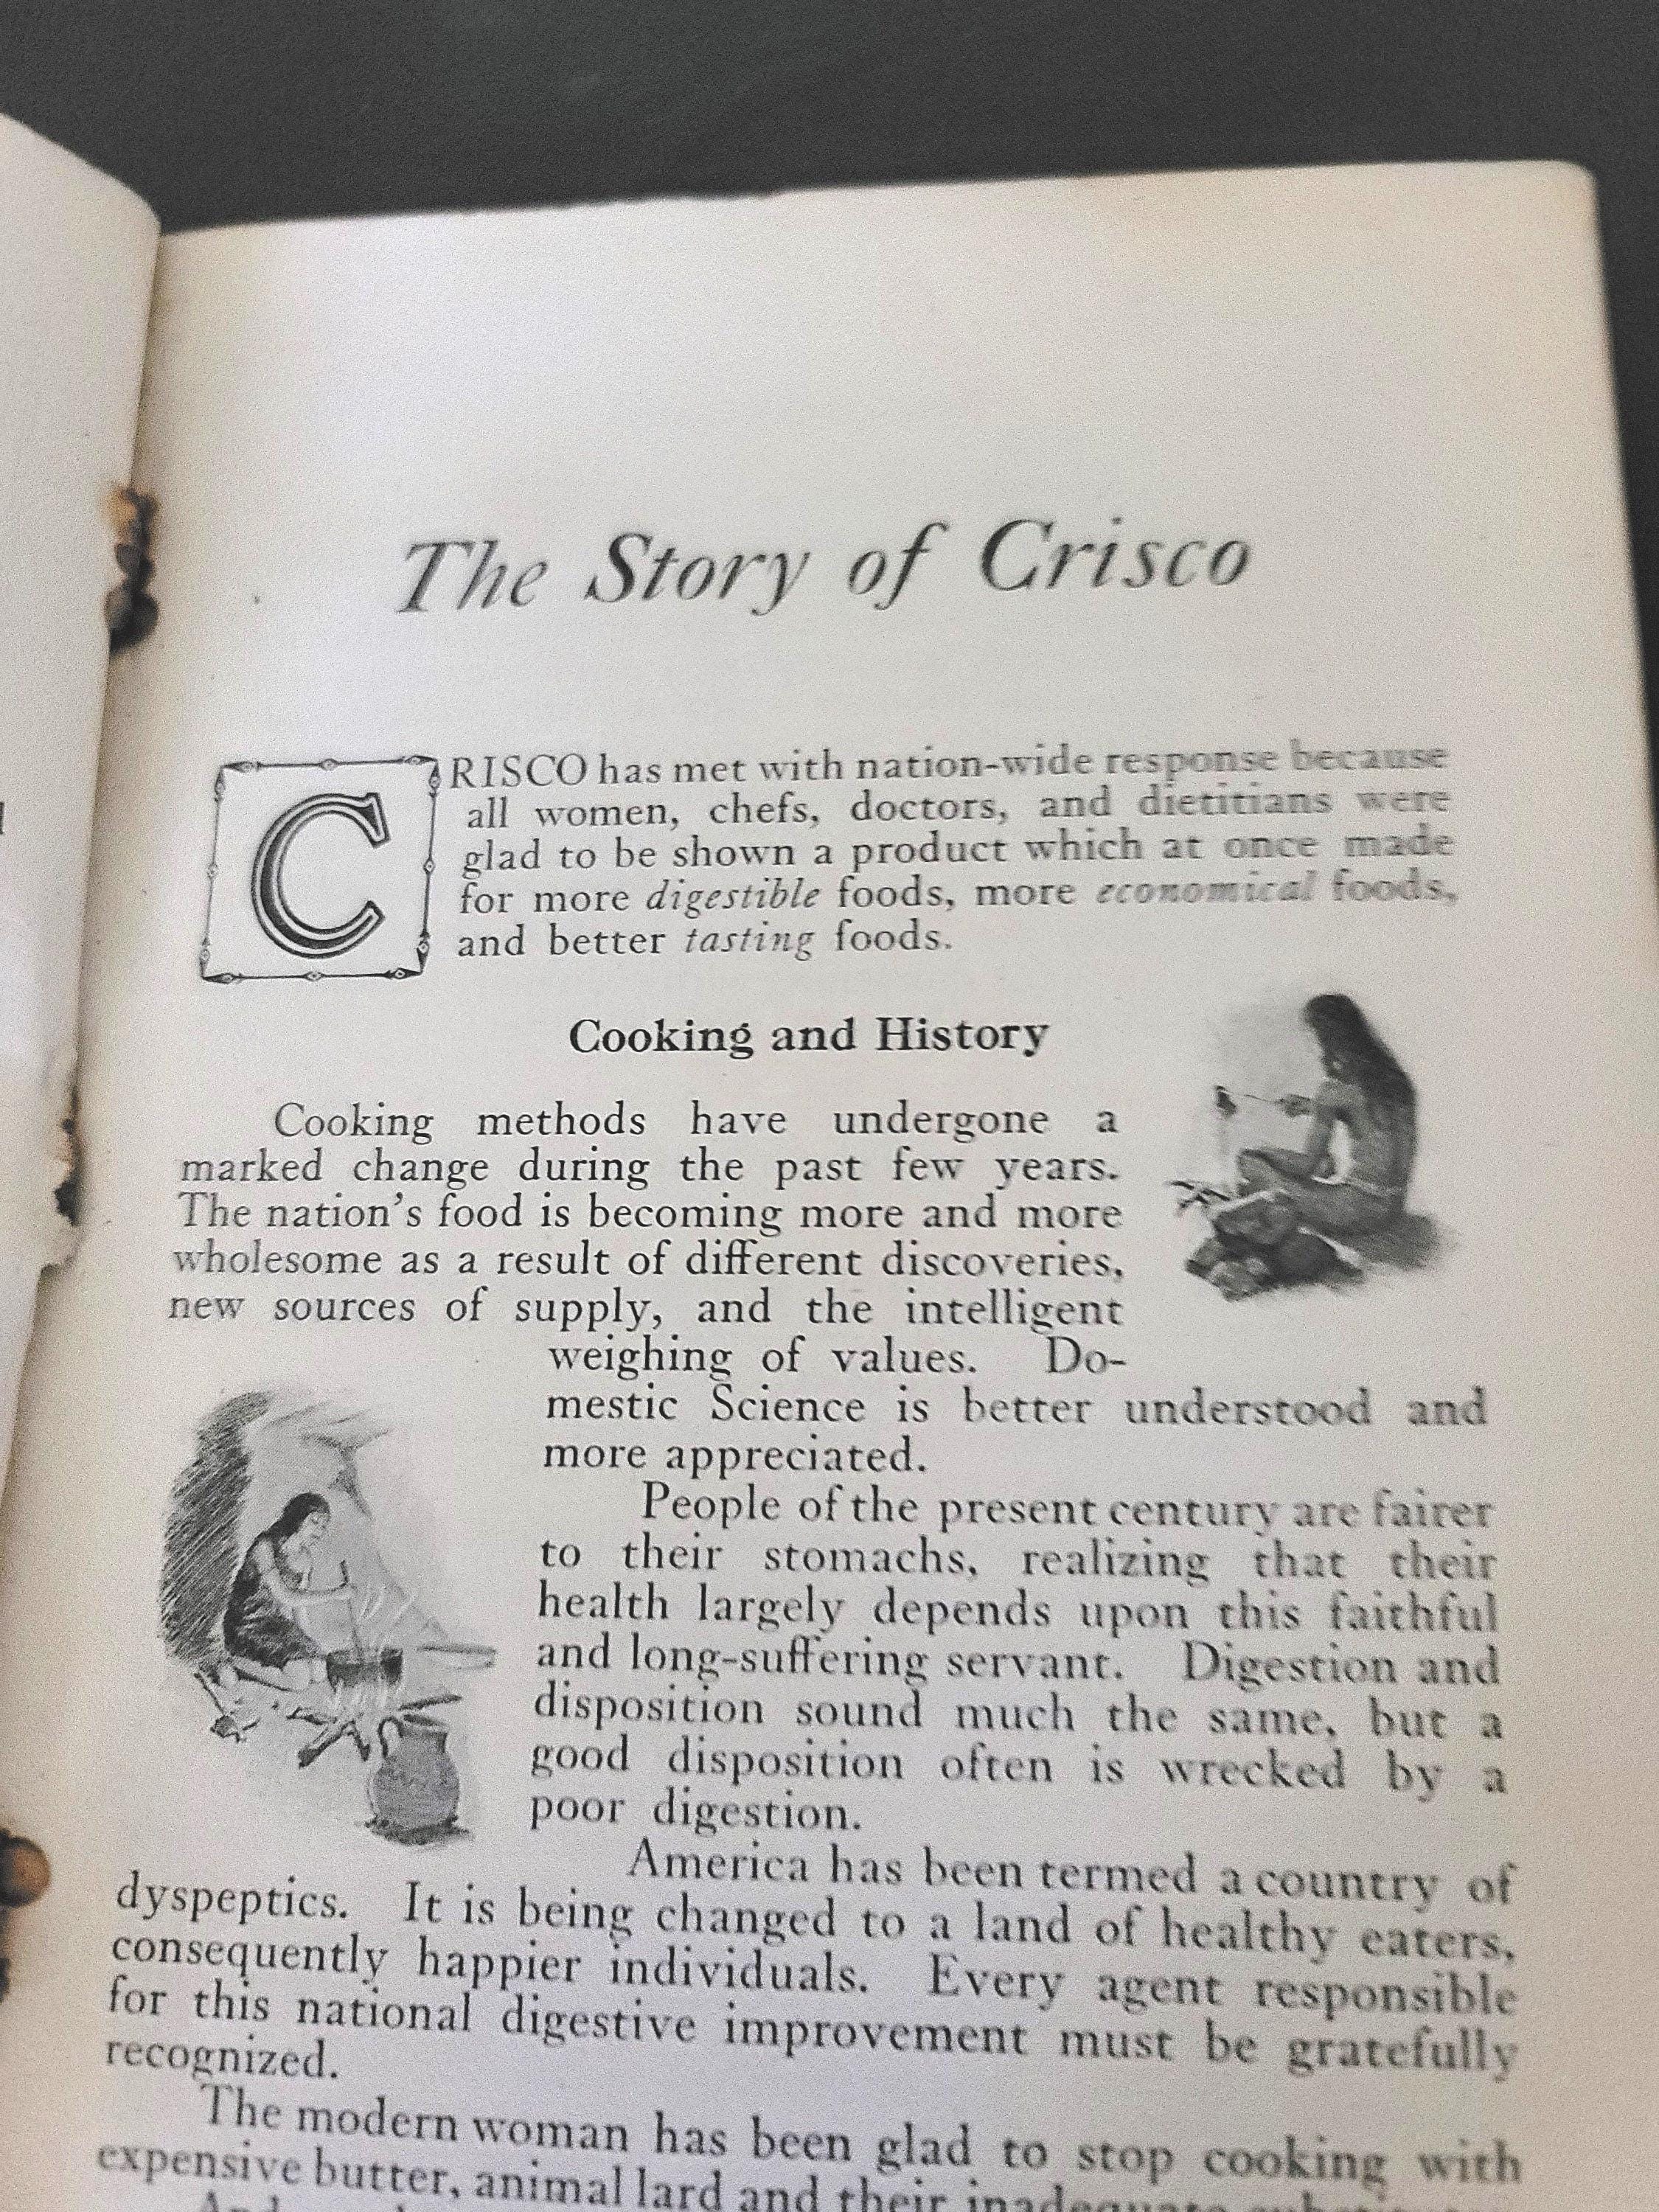 The Story of Crisco
CRISCO has met with nation-wide response because
all women, chefs, doctors, and dietitians were
glad to be shown a product which at once made
for more digestible foods, more economical foods,
and better tasting foods.
Cooking and History
Cooking methods have undergone a
marked change during the past few years.
The nation's food is becoming more and more
wholesome as a result of different discoveries,
new sources of supply, and the intelligent
weighing of values. Do-
mestic Science is better understood and
more appreciated.
People of the present century are fairer
to their stomachs, realizing that their
health largely depends upon this faithful
and long-suffering servant. Digestion and
disposition sound much the same, but a
good disposition often is wrecked by a
poor digestion.
America has been termed a country of
dyspeptics. It is being changed to a land of healthy eaters,
consequently happier individuals. Every agent responsible
for this national digestive improvement must be gratefully
recognized.
The modern woman has been glad to stop cooking with
expensive butter, animal lard and their inadequate